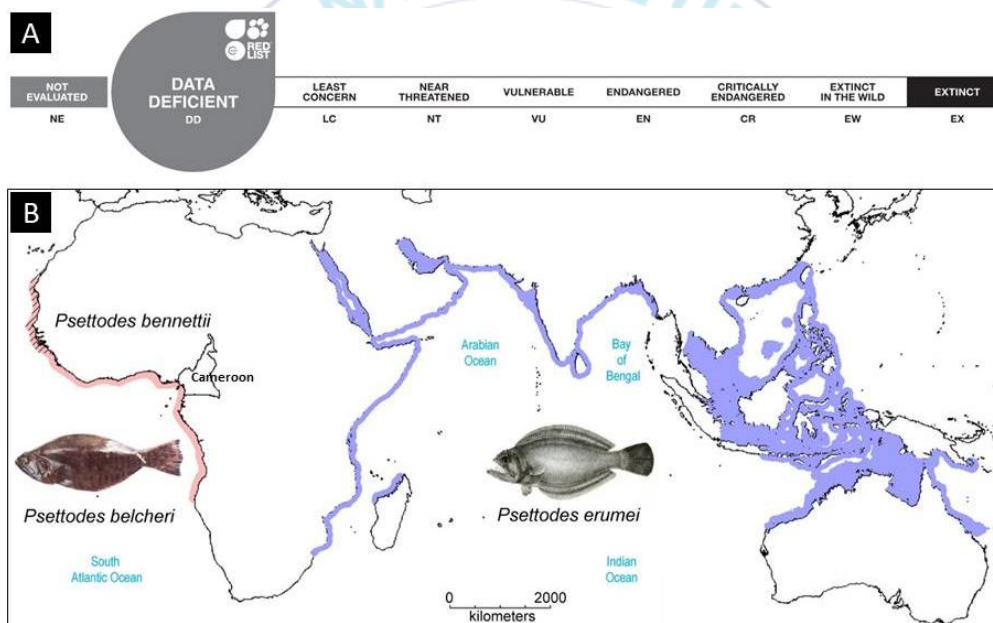 A
RED
LIST
NOT
EVALUATED
NE
DATA
DEFICIENT
DD
LEAST
CONCERN
LC
NEAR
THREATENED
NT
VULNERABLE
VU
ENDANGERED
EN
CRITICALLY
ENDANGERED
CR
EXTINCT
IN THE WILD
EW
EXTINCT
EX
B
Psettodes bennettii
Cameroon
Arabian
Ocean
Bay
of
Bengal
Psettodes belcheri
Psettodes erumei
South
Atlantic Ocean
Indian
Ocean
0 2000
kilometers